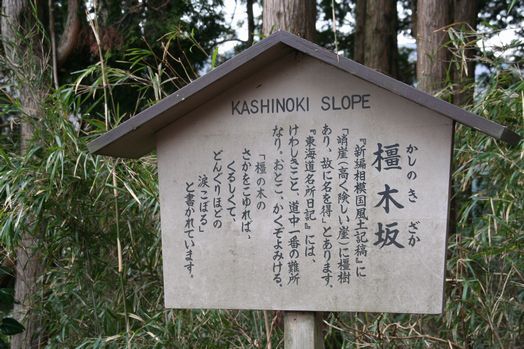 KASHINOKI SLOPE
かしのき ざか
橿木坂
『新編相模国風土記稿』に
「峭崖(高く険しい崖)に橿樹
あり、故に名を得」とあります。
『東海道名所日記』には、
けわしきこと、道中一番の難所
なり。おとこ、かくぞよみける。
「橿の木の
さかをこゆれば、
くるしくて、
どんぐりほどの
涙こぼる」
と書かれています。